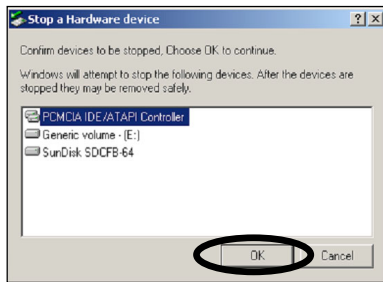 Stop a Hardware device
Confirm devices to be stopped, Choose OK to continue.
Windows will attempt to stop the following devices. After the devices are
stopped they may be removed safely.
PCMCIA IDE/ATAPI Controller
Generic volume - (E:)
SunDisk SDCFB-64
OK
Cancel